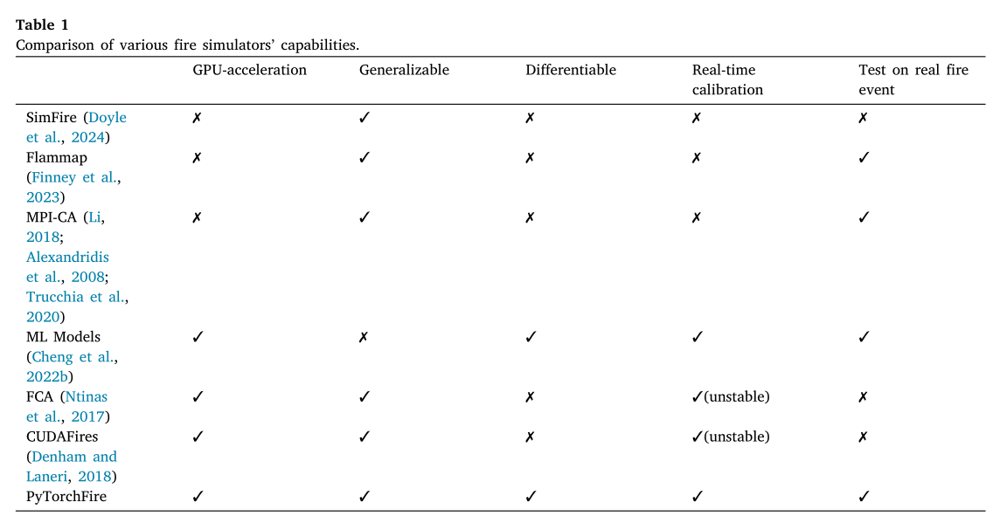 Table 1
Comparison of various fire simulators' capabilities.
GPU-acceleration Generalizable Differentiable Real-time calibration Test on real fire event
SimFire (Doyle et al., 2024) ✗ ✓ ✗ ✗ ✗
Flammap (Finney et al., 2023) ✗ ✓ ✗ ✗ ✓
MPI-CA (Li, 2018; Alexandridis et al., 2008; Trucchia et al., 2020) ✗ ✓ ✗ ✗ ✓
ML Models (Cheng et al., 2022b) ✓ ✗ ✓ ✓ ✓
FCA (Ntinas et al., 2017) ✓ ✓ ✗ ✓(unstable) ✗
CUDAFires (Denham and Laneri, 2018) ✓ ✓ ✗ ✓(unstable) ✗
PyTorchFire ✓ ✓ ✓ ✓ ✓